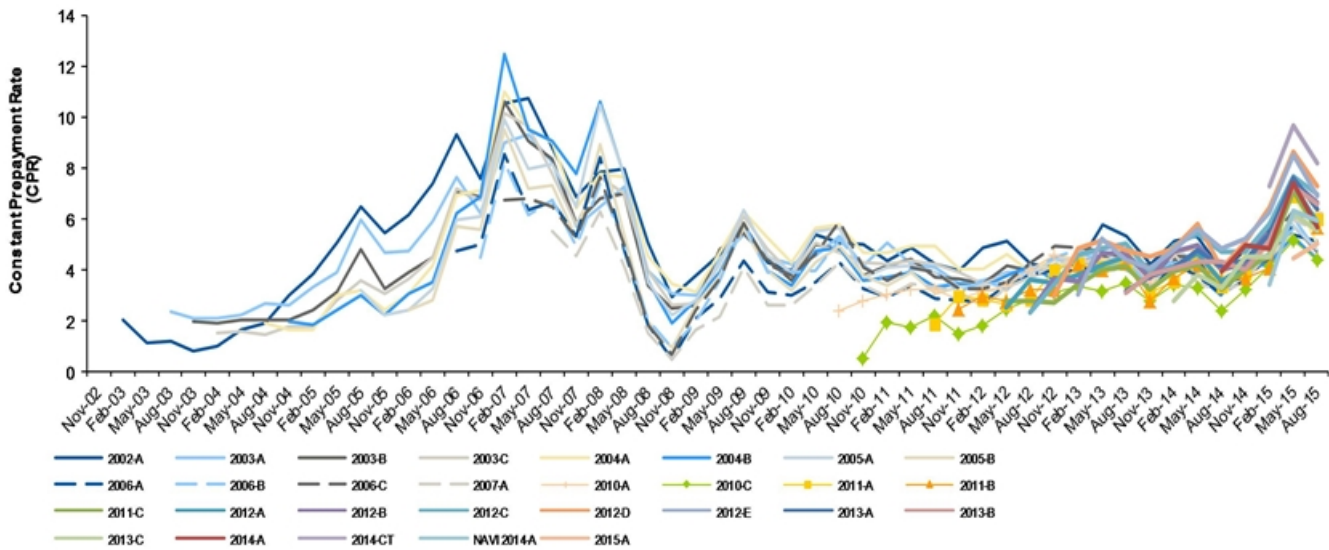 Constant Prepayment Rate
(CPR)
14
12
10
8
6
4
2
0
Nov-02 Feb-03 May-03 Aug-03 Nov-03 Feb-04 May-04 Aug-04 Nov-04 Feb-05 May-05 Aug-05 Nov-05 Feb-06 May-06 Aug-06 Nov-06 Feb-07 May-07 Aug-07 Nov-07 Feb-08 May-08 Aug-08 Nov-08 Feb-09 May-09 Aug-09 Nov-09 Feb-10 May-10 Aug-10 Nov-10 Feb-11 May-11 Aug-11 Nov-11 Feb-12 May-12 Aug-12 Nov-12 Feb-13 May-13 Aug-13 Nov-13 Feb-14 May-14 Aug-14 Nov-14 Feb-15 May-15 Aug-15
2002-A 2003-A 2003-B 2003-C 2004-A 2004-B 2005-A 2005-B
2006-A 2006-B 2006-C 2007-A 2010-A 2010-C 2011-A 2011-B
2011-C 2012-A 2012-B 2012-C 2012-D 2012-E 2013-A 2013-B
2013-C 2014-A 2014-CT NAVI 2014-A 2015-A